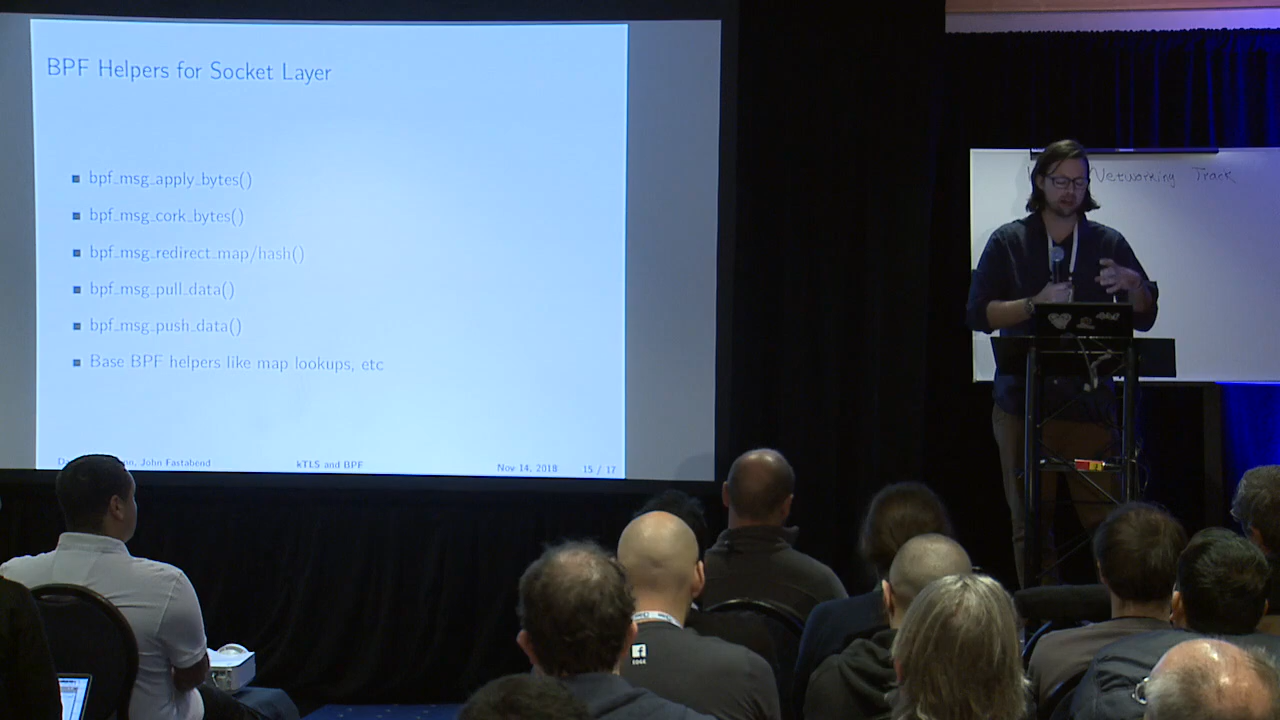 BPF Helpers for Socket Layer
bpf_msg_apply_bytes()
bpf_msg_cork_bytes()
bpf_msg_redirect_map/hash()
bpf_msg_pull_data()
bpf_msg_push_data()
Base BPF helpers like map lookups, etc
John Fastabend
kTLS and BPF
Nov 14, 2018
15 / 17
Networking Track
EDGE